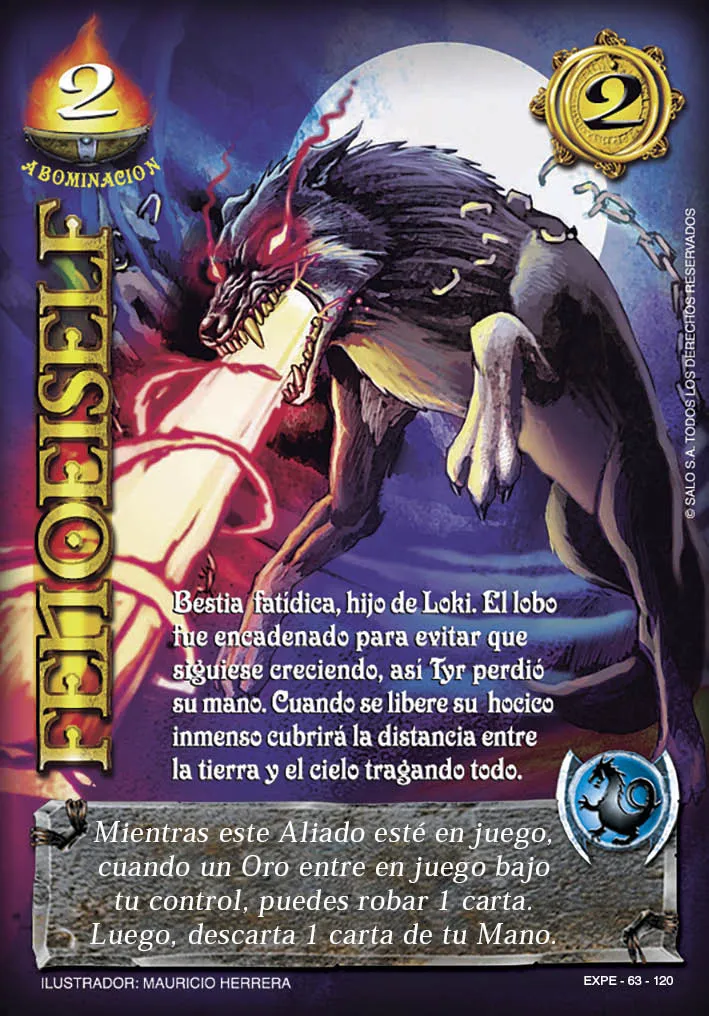 2
ABOMINACION
2
FENOEISELF
© SALO S.A. TODOS LOS DERECHOS RESERVADOS
Bestia fatídica, hijo de Loki. El lobo
fue encadenado para evitar que
siguiese creciendo, así Tyr perdió
su mano. Cuando se libere su hocico
inmenso cubrirá la distancia entre
la tierra y el cielo tragando todo.
Mientras este Aliado esté en juego,
cuando un Oro entre en juego bajo
tu control, puedes robar 1 carta.
Luego, descarta 1 carta de tu Mano.
ILUSTRADOR: MAURICIO HERRERA
EXPE - 63 - 120